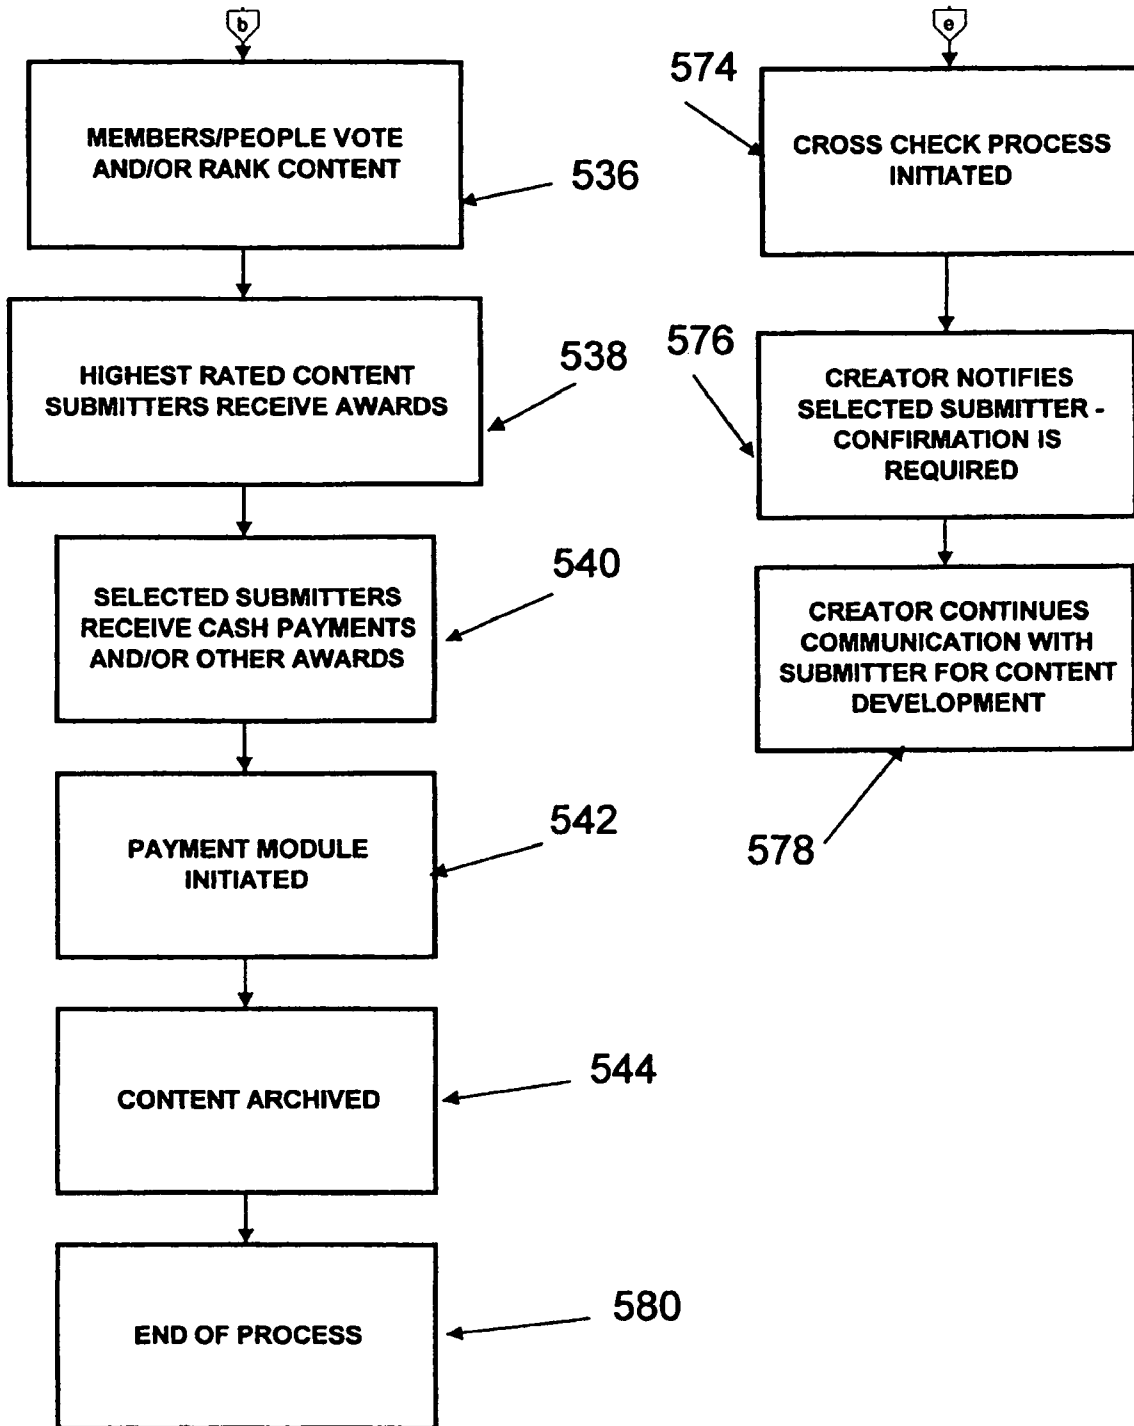 b
MEMBERS/PEOPLE VOTE
AND/OR RANK CONTENT
536
HIGHEST RATED CONTENT
SUBMITTERS RECEIVE AWARDS
538
SELECTED SUBMITTERS
RECEIVE CASH PAYMENTS
AND/OR OTHER AWARDS
540
PAYMENT MODULE
INITIATED
542
CONTENT ARCHIVED
544
END OF PROCESS
580
e
574
CROSS CHECK PROCESS
INITIATED
576
CREATOR NOTIFIES
SELECTED SUBMITTER -
CONFIRMATION IS
REQUIRED
CREATOR CONTINUES
COMMUNICATION WITH
SUBMITTER FOR CONTENT
DEVELOPMENT
578